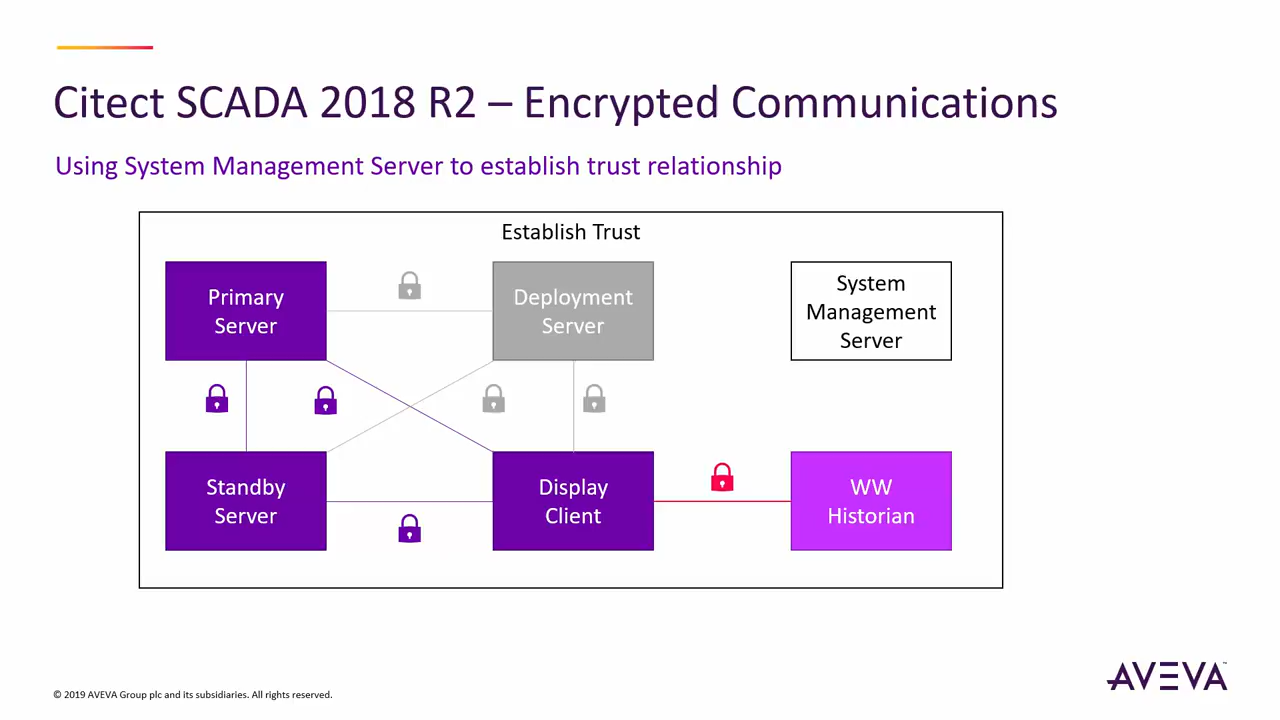 Citect SCADA 2018 R2 – Encrypted Communications
Using System Management Server to establish trust relationship
Establish Trust
Primary
Server
Deployment
Server
System
Management
Server
Standby
Server
Display
Client
WW
Historian
© 2019 AVEVA Group plc and its subsidiaries. All rights reserved.
AVEVA™